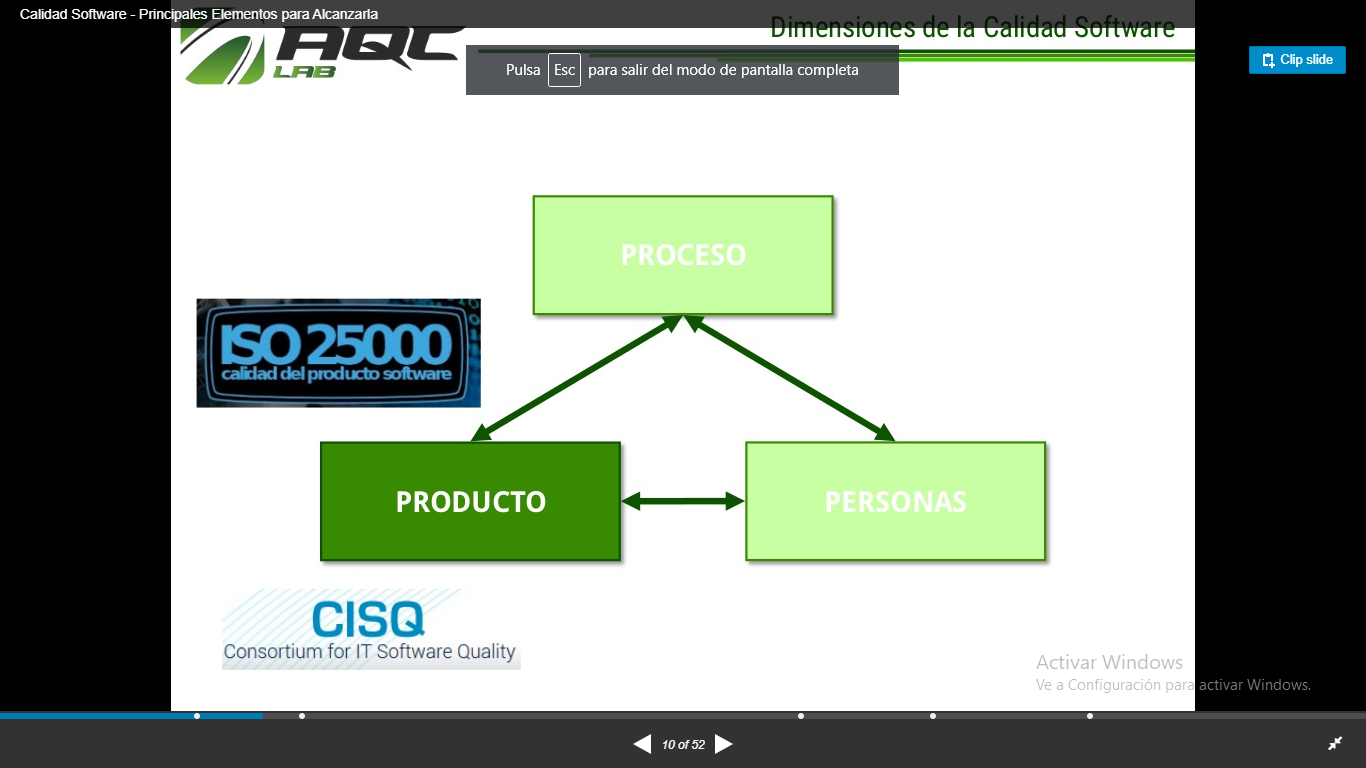 Calidad Software - Principales Elementos para Alcanzarla
AQC
LAB
Dimensiones de la Calidad Software
Pulsa Esc para salir del modo de pantalla completa
Clip slide
PROCESO
ISO 25000
calidad del producto software
PRODUCTO
PERSONAS
CISQ
Consortium for IT Software Quality
Activar Windows
Ve a Configuración para activar Windows.
10 of 52